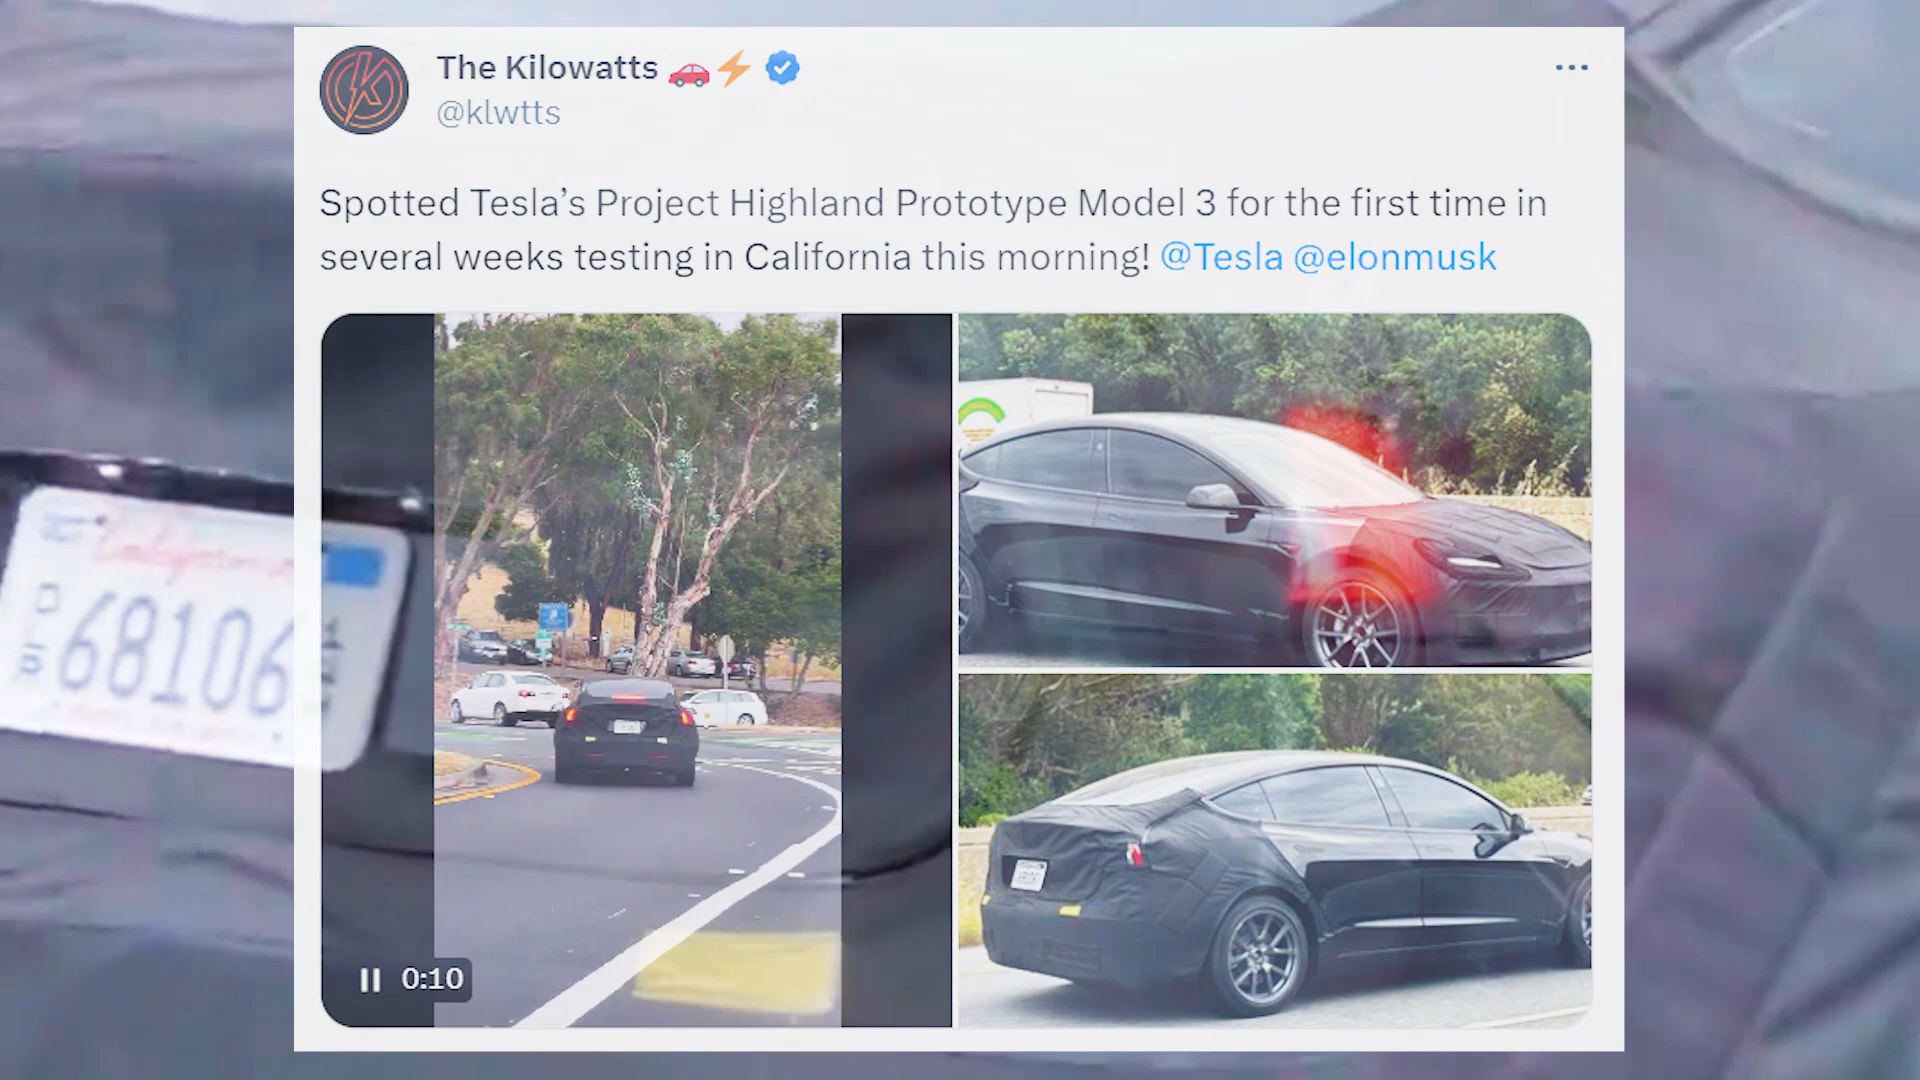 The Kilowatts
@klwtts
Spotted Tesla’s Project Highland Prototype Model 3 for the first time in
several weeks testing in California this morning! @Tesla @elonmusk
California
68106
0:10